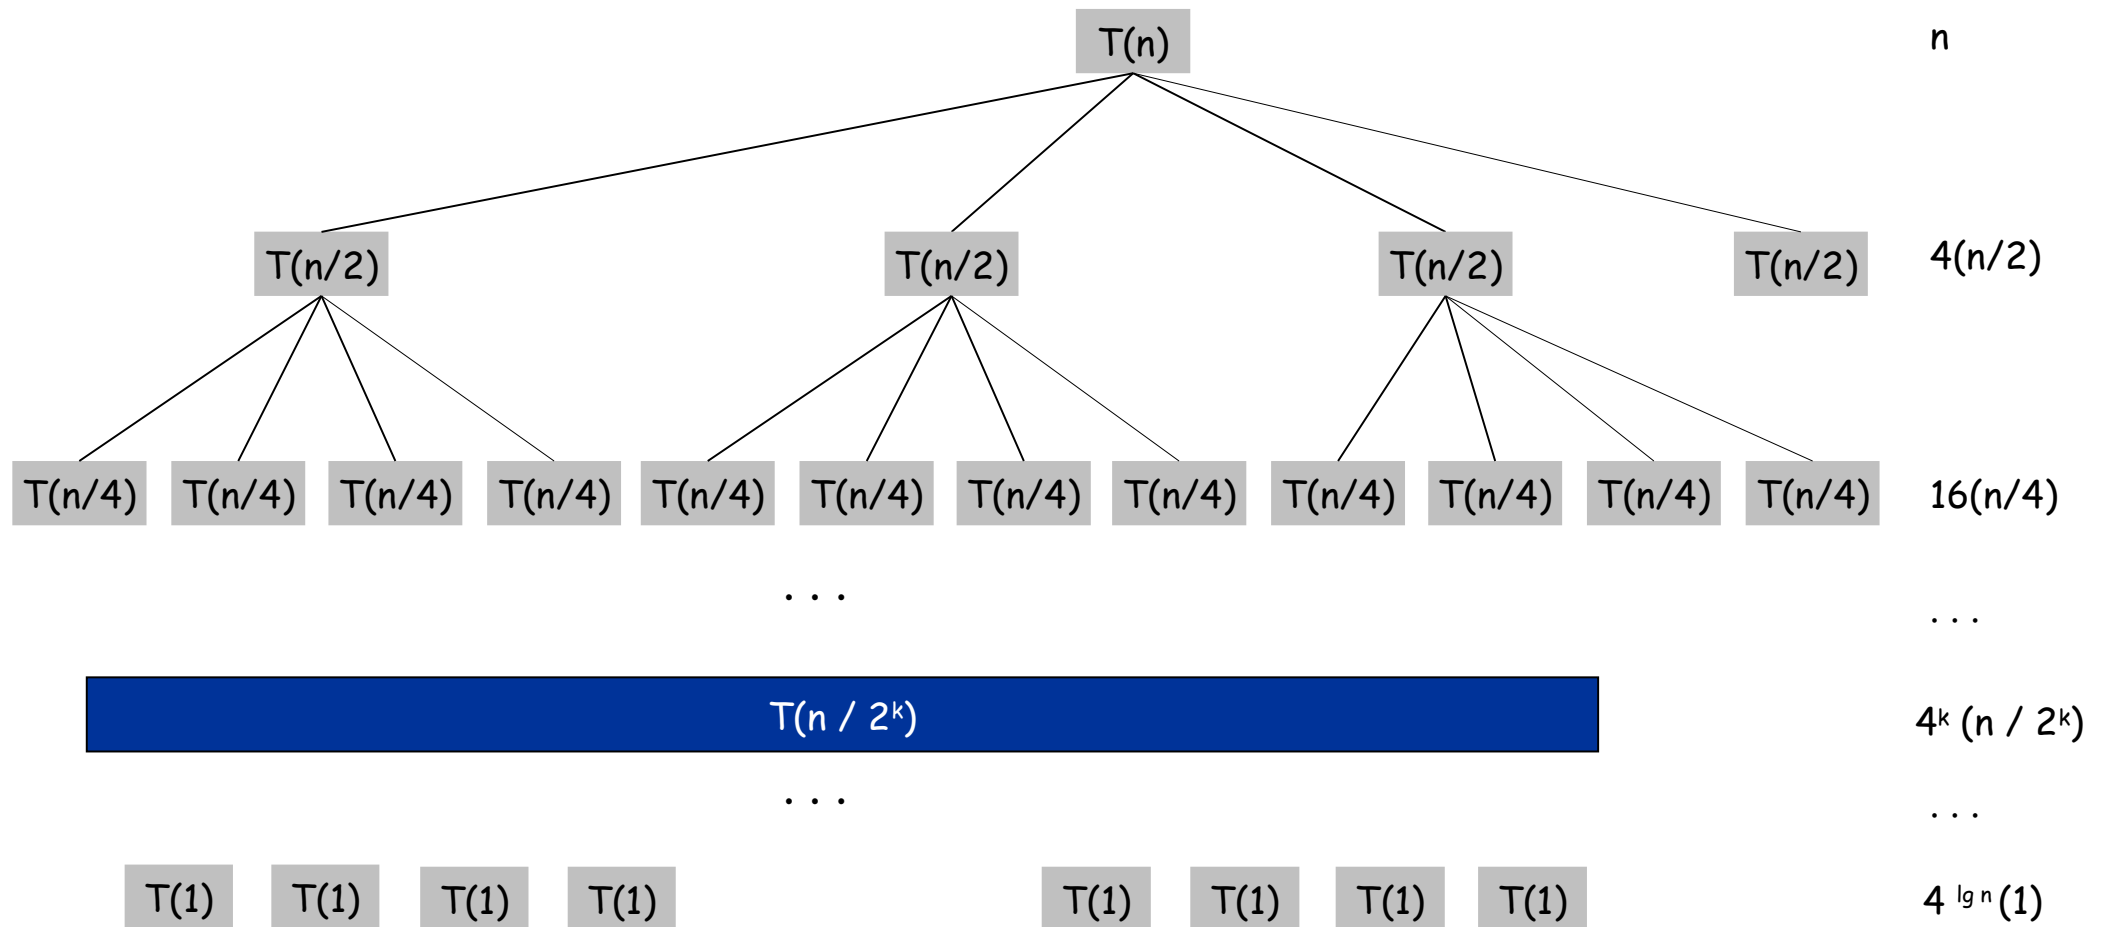 T(n) n
T(n/2) T(n/2) T(n/2) T(n/2) 4(n/2)
T(n/4) T(n/4) T(n/4) T(n/4) T(n/4) T(n/4) T(n/4) T(n/4) T(n/4) T(n/4) T(n/4) T(n/4) 16(n/4)
. . . . . .
T(n / 2ᵏ) 4ᵏ (n / 2ᵏ)
. . . . . .
T(1) T(1) T(1) T(1) T(1) T(1) T(1) T(1) 4 ˡᵍ ⁿ (1)